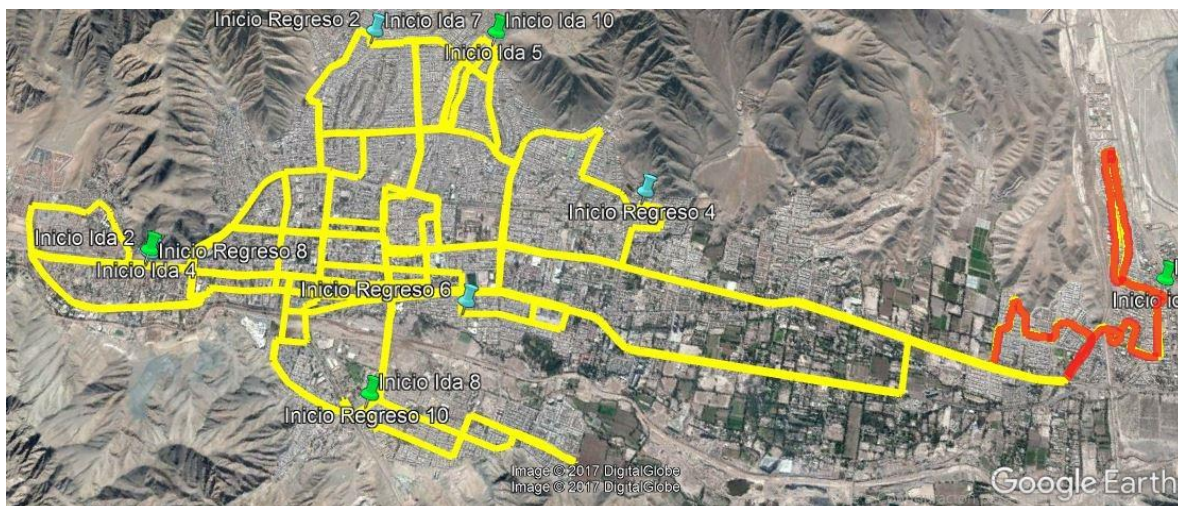 Inicio Regreso 2
Inicio Ida 7
Inicio Ida 10
Inicio Ida 5
Inicio Regreso 4
Inicio Ida 2
Inicio Regreso 8
Inicio Ida 4
Inicio Regreso 6
Inicio
Inicio Ida 8
Inicio Regreso 10
Image © 2017 DigitalGlobe
Image © 2017 DigitalGlobe
Google Earth